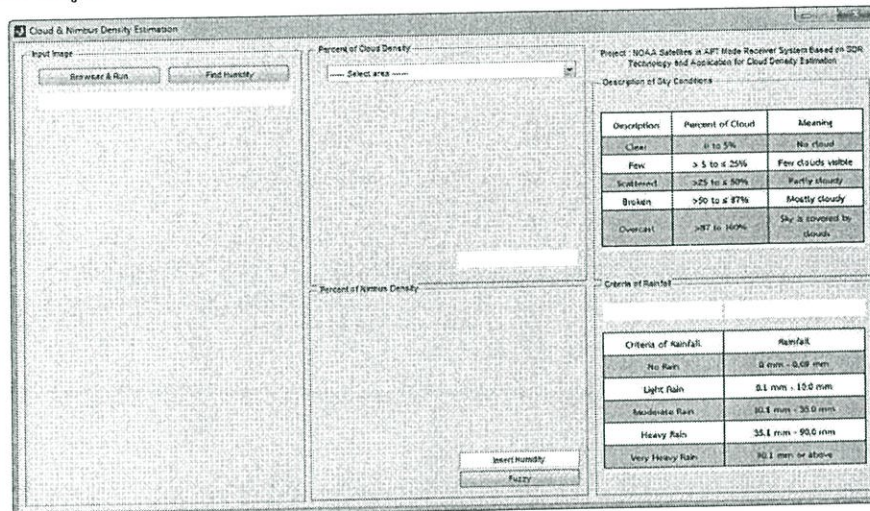 Cloud & Nimbus Density Estimation
Input Image
Browser & Run
Find Humidity
Percent of Cloud Density
----- Select area ------
Percent of Nimbus Density
Insert Humidity
Fuzzy
Project : NOAA Satellites in APT Mode Receiver System Based on SDR
Technology and Application for Cloud Density Estimation
Description of Sky Conditions
Description Percent of Cloud Meaning
Clear 0 to 5% No cloud
Few > 5 to ≤ 25% Few clouds visible
Scattered >25 to ≤ 50% Partly cloudy
Broken >50 to ≤ 87% Mostly cloudy
Overcast >87 to 100% Sky is covered by
clouds
Criteria of Rainfall
Criteria of Rainfall Rainfall
No Rain 0 mm - 0.09 mm
Light Rain 0.1 mm - 10.0 mm
Moderate Rain 10.1 mm - 35.0 mm
Heavy Rain 35.1 mm - 90.0 mm
Very Heavy Rain 90.1 mm or above